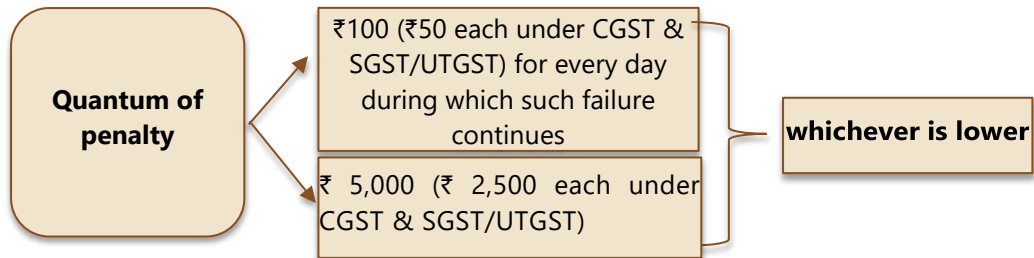 Quantum of
penalty
₹100 (₹50 each under CGST &
SGST/UTGST) for every day
during which such failure
continues
₹ 5,000 (₹ 2,500 each under
CGST & SGST/UTGST)
whichever is lower